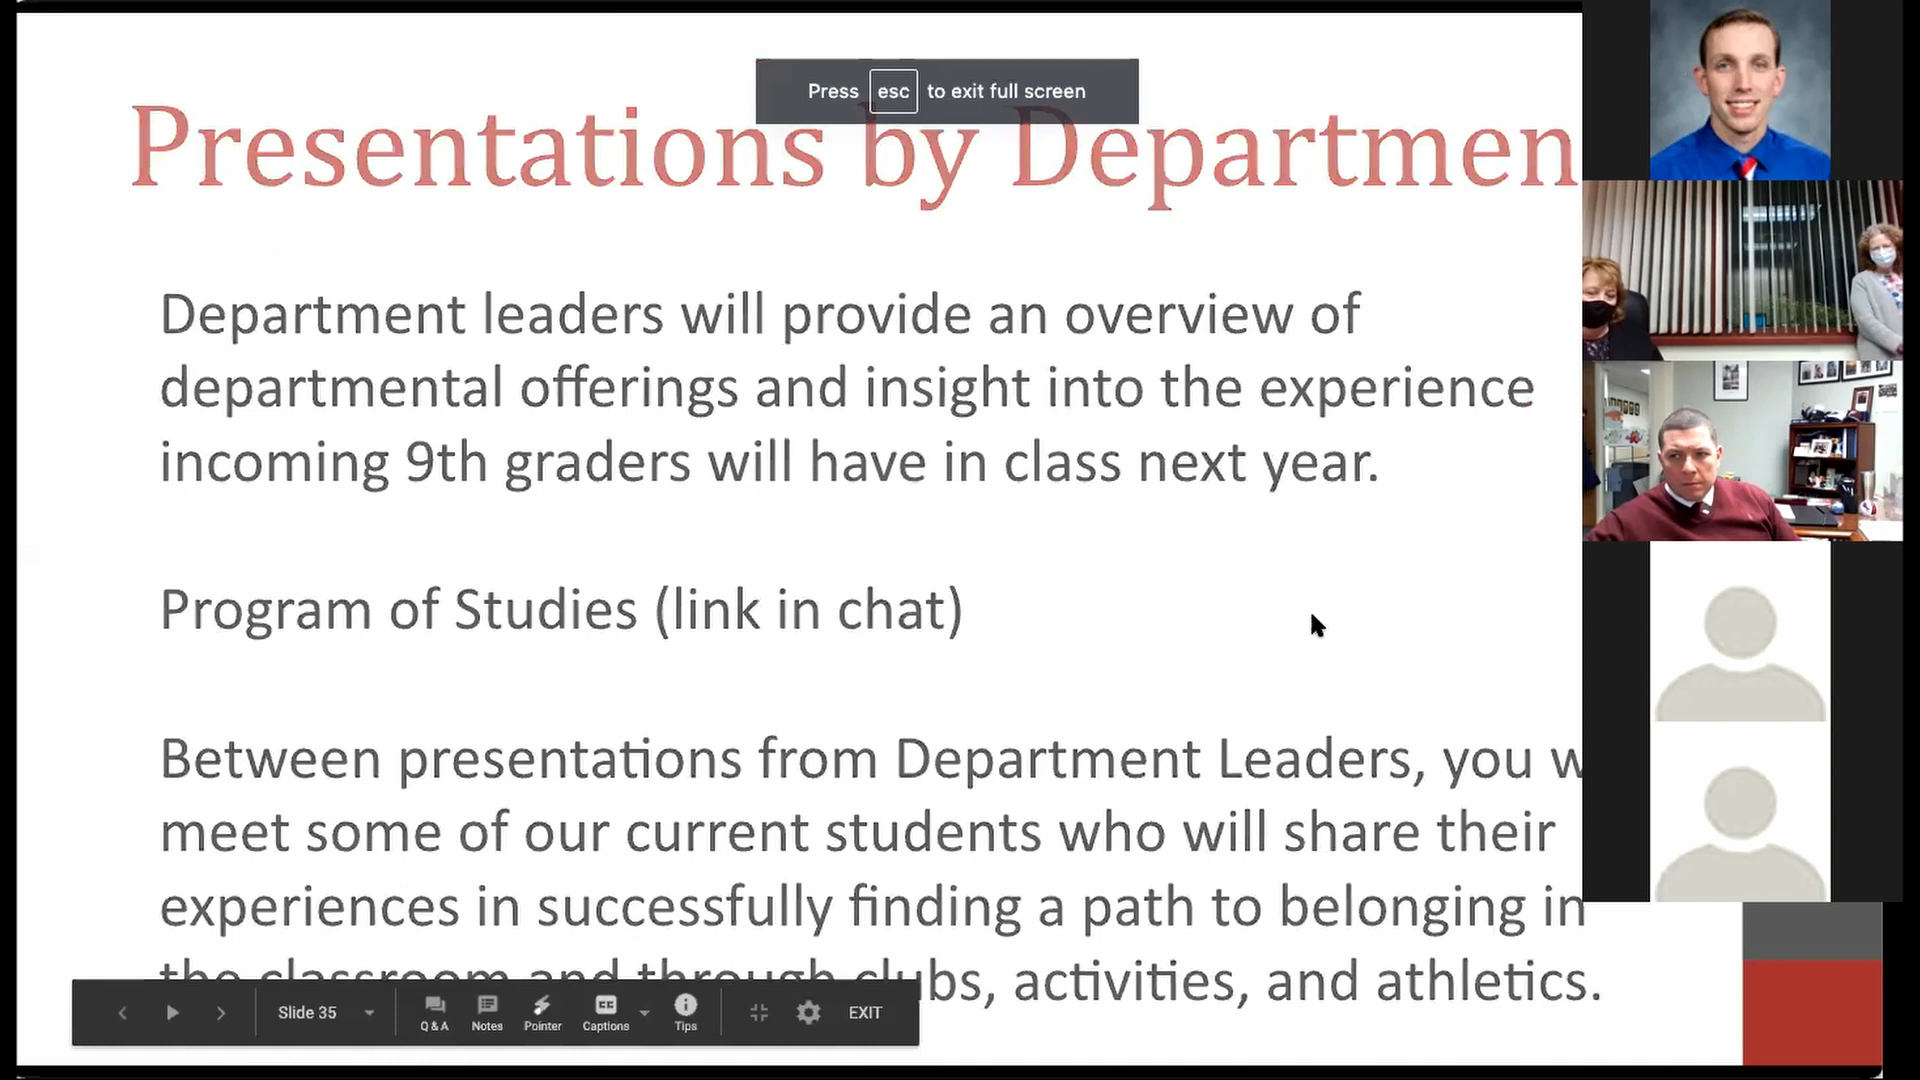 Press esc to exit full screen
Presentations by Departmen
Department leaders will provide an overview of
departmental offerings and insight into the experience
incoming 9th graders will have in class next year.
Program of Studies (link in chat)
Between presentations from Department Leaders, you w
meet some of our current students who will share their
experiences in successfully finding a path to belonging in
the classroom and through clubs, activities, and athletics.
Slide 35 Q & A Notes Pointer CC Captions Tips EXIT